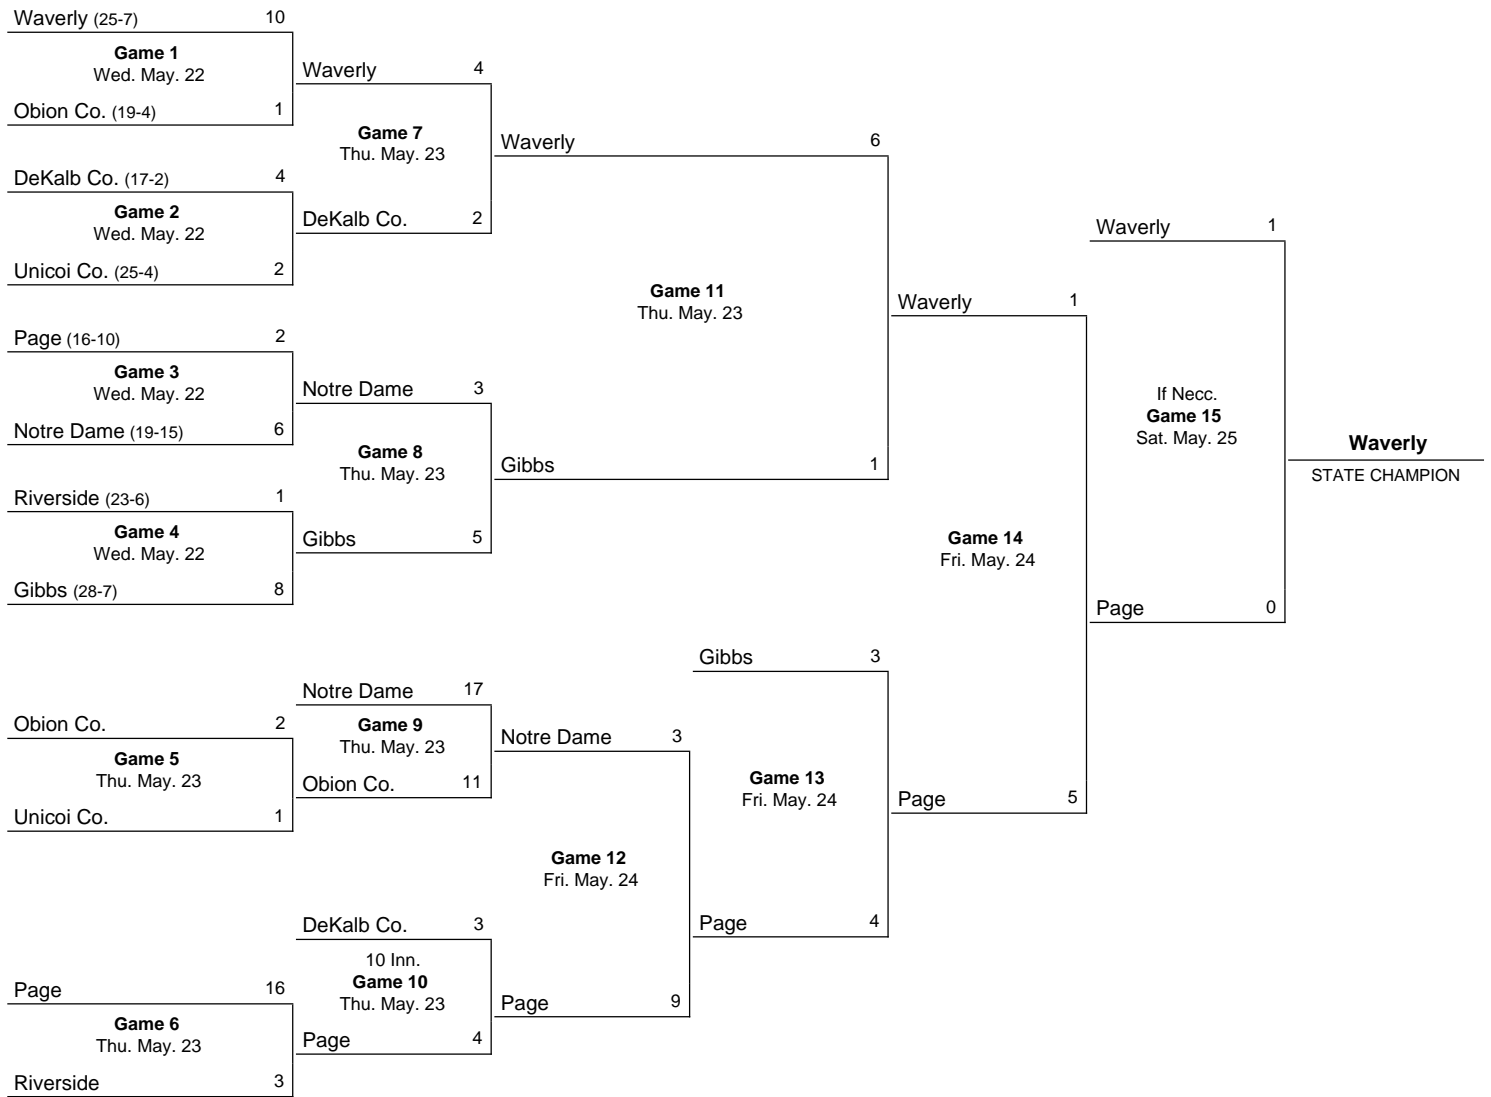 Waverly (25-7) 10
Game 1
Wed. May. 22
Obion Co. (19-4) 1
DeKalb Co. (17-2) 4
Game 2
Wed. May. 22
Unicoi Co. (25-4) 2
Page (16-10) 2
Game 3
Wed. May. 22
Notre Dame (19-15) 6
Riverside (23-6) 1
Game 4
Wed. May. 22
Gibbs (28-7) 8
Obion Co. 2
Game 5
Thu. May. 23
Unicoi Co. 1
Page 16
Game 6
Thu. May. 23
Riverside 3
Waverly 4
Game 7
Thu. May. 23
DeKalb Co. 2
Notre Dame 3
Game 8
Thu. May. 23
Gibbs 5
Notre Dame 17
Game 9
Thu. May. 23
Obion Co. 11
DeKalb Co. 3
10 Inn.
Game 10
Thu. May. 23
Page 4
Waverly 6
Game 11
Thu. May. 23
Gibbs 1
Notre Dame 3
Game 12
Fri. May. 24
Page 9
Gibbs 3
Game 13
Fri. May. 24
Page 4
Waverly 1
Game 14
Fri. May. 24
Page 5
Waverly 1
If Necc.
Game 15
Sat. May. 25
Page 0
Waverly
STATE CHAMPION